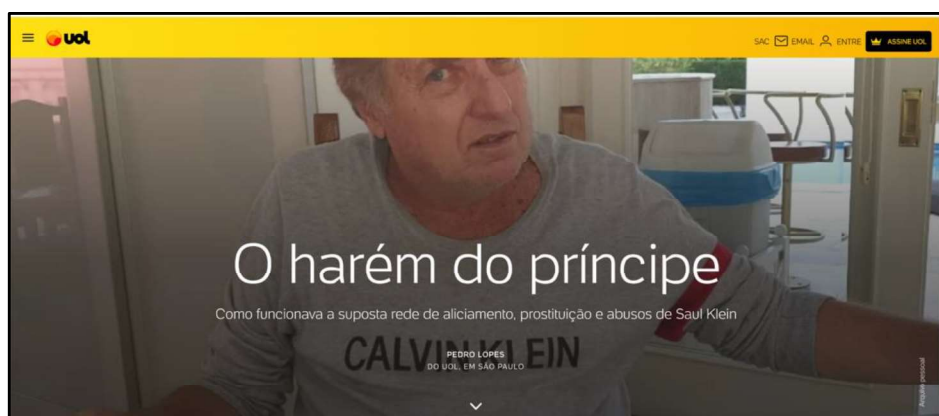 uol
SAC EMAIL ENTRE ASSINE UOL
O harém do príncipe
Como funcionava a suposta rede de aliciamento, prostituição e abusos de Saul Klein
CALVIN KLEIN
PEDRO LOPES
DO UOL, EM SÃO PAULO
Arquivo pessoal